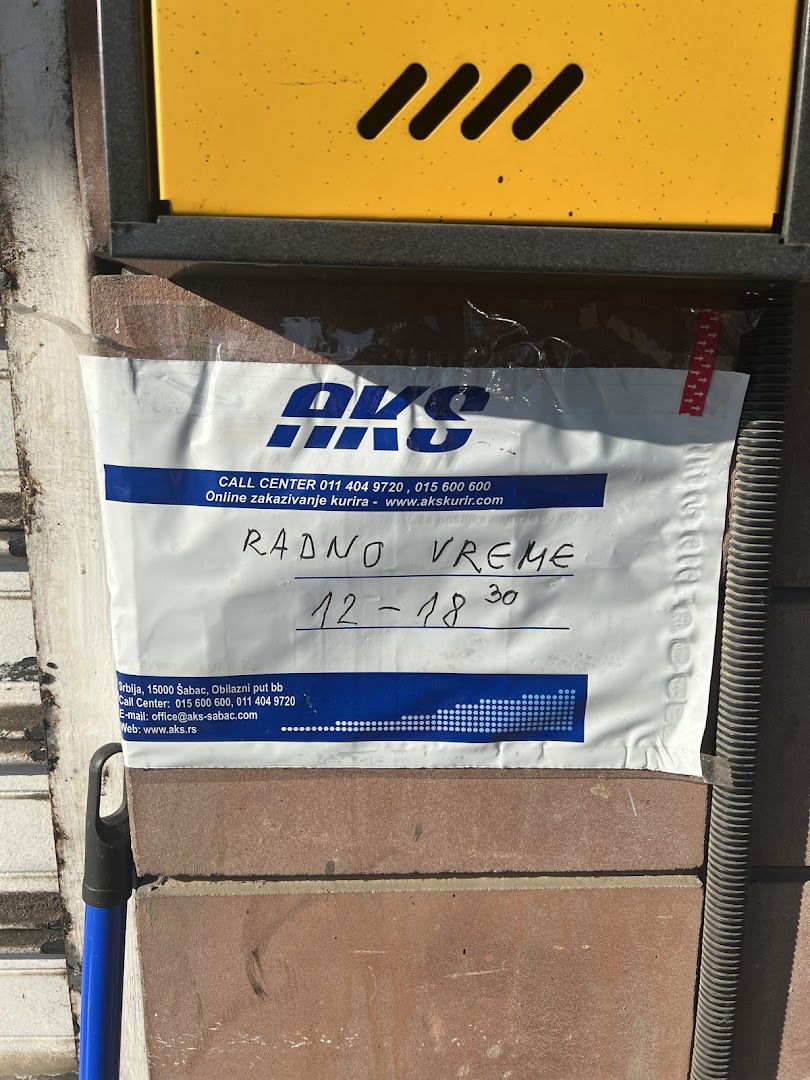 AKS
CALL CENTER 011 404 9720 , 015 600 600
Online zakazivanje kurira - www.akskurir.com
RADNO VREME
12 - 18 30
Srbija, 15000 Šabac, Obilazni put bb
Call Center: 015 600 600, 011 404 9720
E-mail: office@aks-sabac.com
Web: www.aks.rs